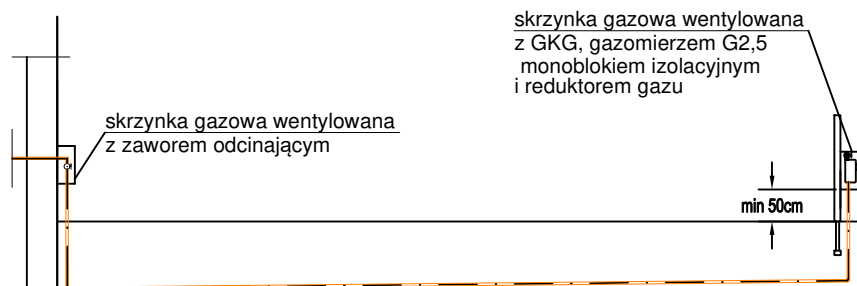 skrzynka gazowa wentylowana
z GKG, gazomierzem G2,5
monoblokiem izolacyjnym
i reduktorem gazu
skrzynka gazowa wentylowana
z zaworem odcinającym
min 50cm